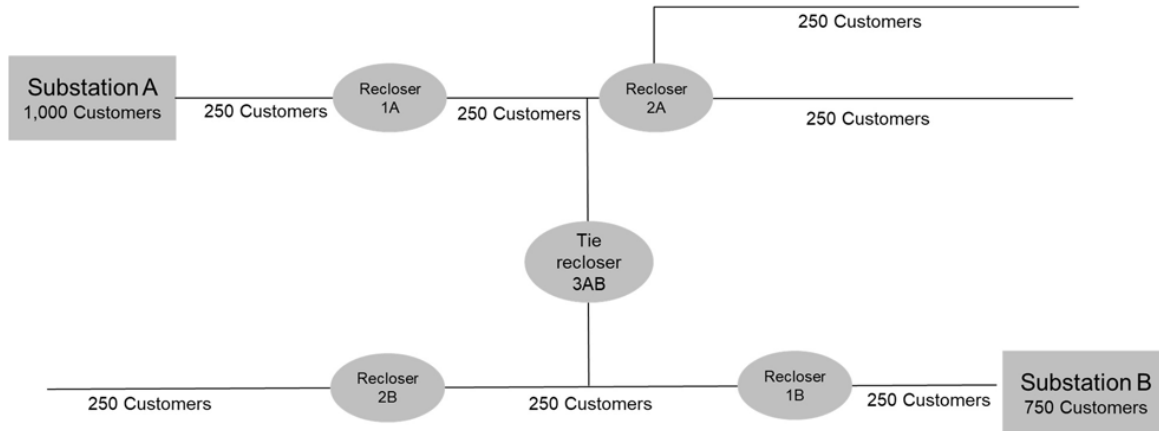 250 Customers
Substation A
1,000 Customers
250 Customers
Recloser
1A
250 Customers
Recloser
2A
250 Customers
Tie
recloser
3AB
250 Customers
Recloser
2B
250 Customers
Recloser
1B
250 Customers
Substation B
750 Customers